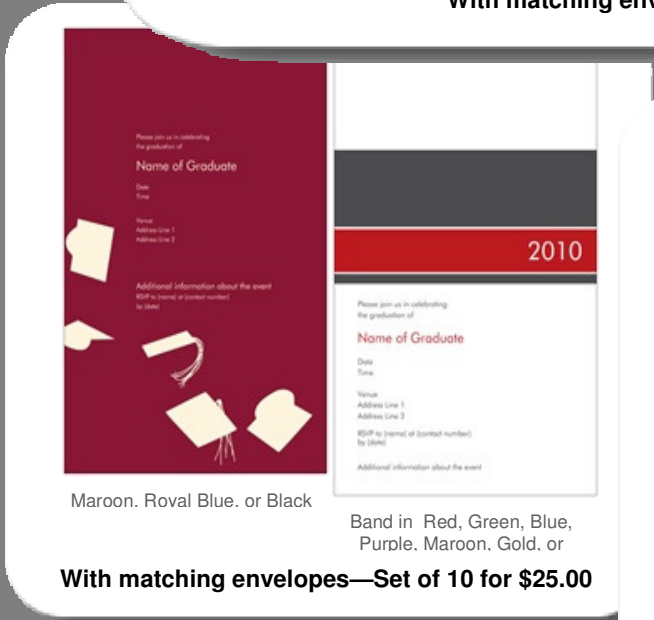 With matching env
Please join us in celebrating
the graduation of
Name of Graduate
Date
Time
Venue
Address Line 1
Address Line 2
Additional information about the event
RSVP to (name) at (contact number)
by (date)
Maroon, Royal Blue, or Black
2010
Please join us in celebrating
the graduation of
Name of Graduate
Date
Time
Venue
Address Line 1
Address Line 2
RSVP to (name) at (contact number)
by (date)
Additional information about the event
Band in Red, Green, Blue,
Purple, Maroon, Gold, or
With matching envelopes—Set of 10 for $25.00